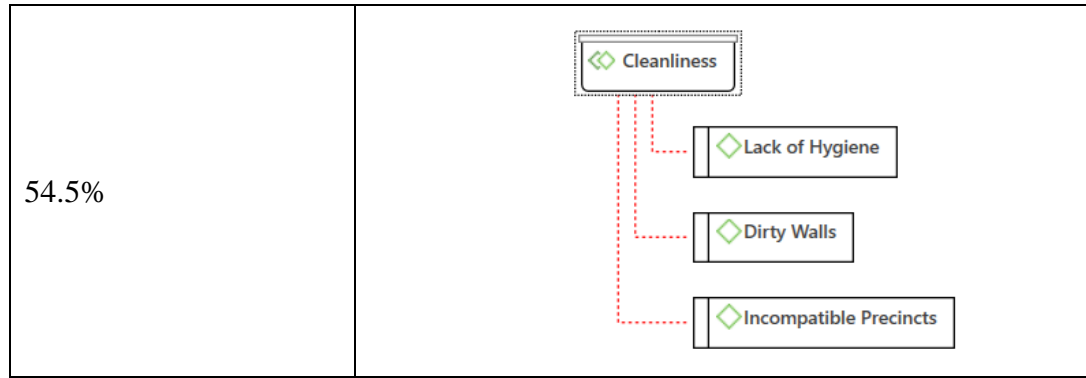 54.5%
Cleanliness
Lack of Hygiene
Dirty Walls
Incompatible Precincts